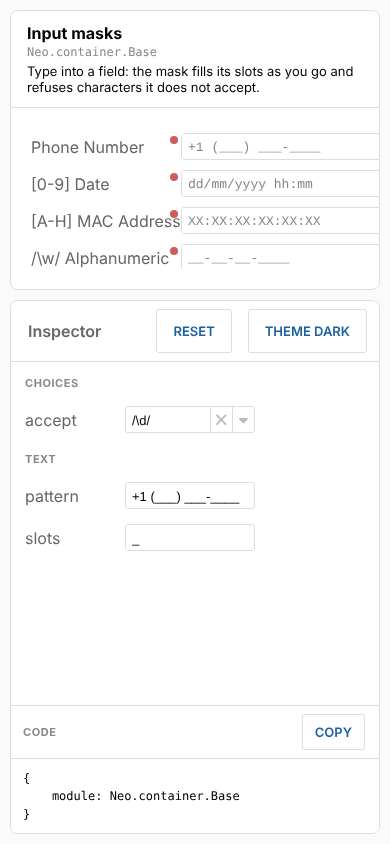 Input masks
Neo.container.Base
Type into a field: the mask fills its slots as you go and
refuses characters it does not accept.
Phone Number +1 (___) ___-____
[0-9] Date dd/mm/yyyy hh:mm
[A-H] MAC Address XX:XX:XX:XX:XX:XX
/\w/ Alphanumeric __-__-__-____
Inspector RESET THEME DARK
CHOICES
accept /\d/
TEXT
pattern +1 (___) ___-____
slots _
CODE COPY
{
    module: Neo.container.Base
}